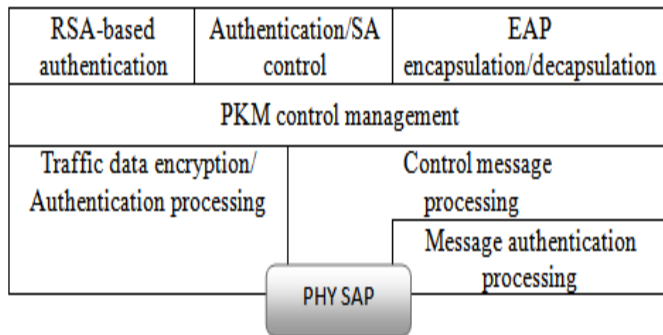 RSA-based
authentication
Authentication/SA
control
EAP
encapsulation/decapsulation
PKM control management
Traffic data encryption/
Authentication processing
Control message
processing
Message authentication
processing
PHY SAP